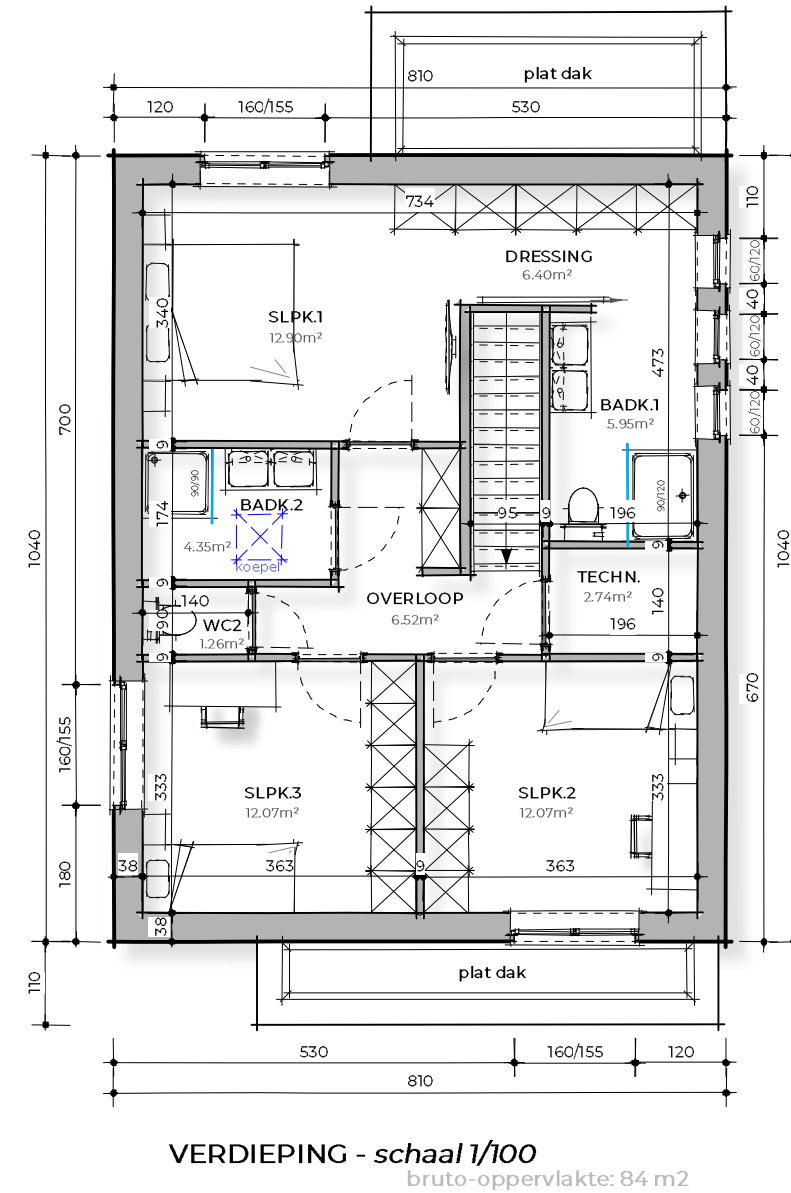 plat dak
810
120
160/155
530
734
110
DRESSING
6.40m²
60/120
40
SLPK.1
12.90m²
340
60/120
473
40
BADK.1
5.95m²
60/120
700
9
90/90
BADK.2
174
4.35m²
koepel
90/120
95
9
196
1040
1040
9
TECHN.
2.74m²
140
196
9
140
190
WC2
1.26m²
OVERLOOP
6.52m²
9
9
670
160/155
333
SLPK.3
12.07m²
SLPK.2
12.07m²
333
180
38
363
9
363
38
plat dak
110
530
160/155
120
810
VERDIEPING - schaal 1/100
bruto-oppervlakte: 84 m2